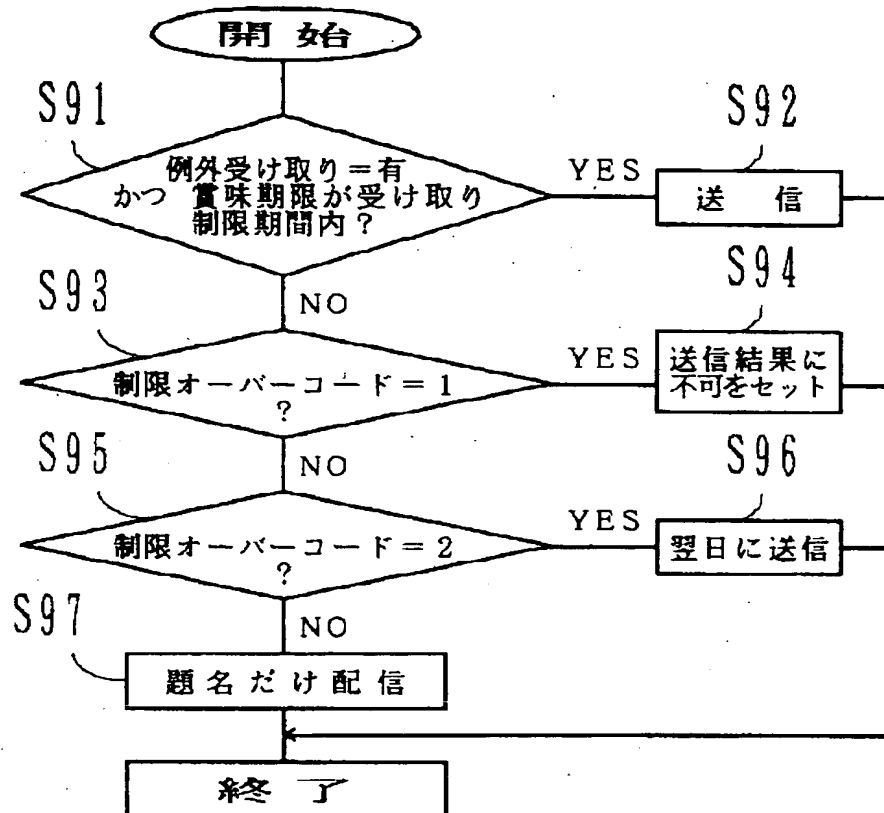 開始
S91
例外受け取り＝有
かつ 賞味期限が受け取り
制限期間内？
YES
S92
送信
NO
S93
制限オーバーコード＝1
？
YES
S94
送信結果に
不可をセット
NO
S95
制限オーバーコード＝2
？
YES
S96
翌日に送信
NO
S97
題名だけ配信
終了